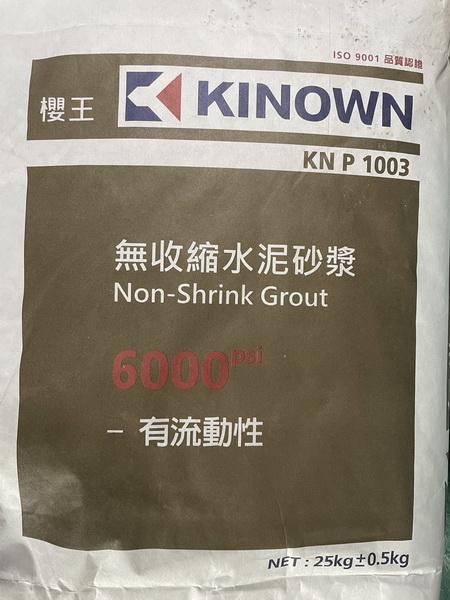 ISO 9001 品質認證
櫻王 KINOWN
KN P 1003
無收縮水泥砂漿
Non-Shrink Grout
6000psi
- 有流動性
NET : 25kg±0.5kg